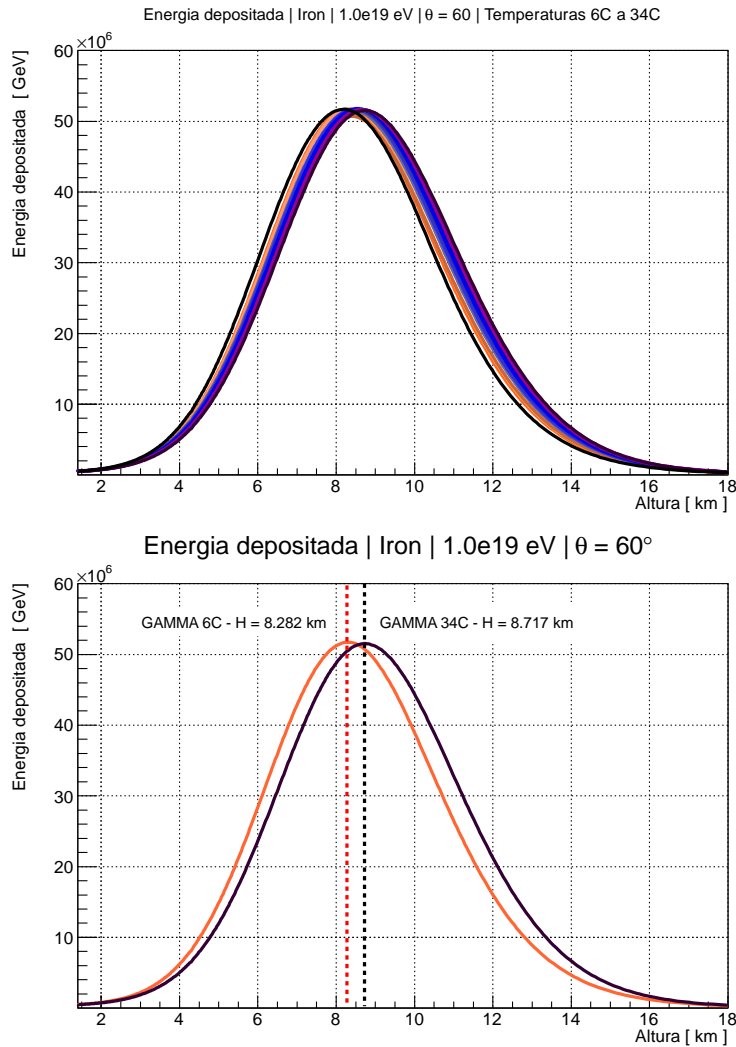 Energia depositada | Iron | 1.0e19 eV | θ = 60 | Temperaturas 6C a 34C
×10⁶
60
50
40
30
20
10
Energia depositada [ GeV]
2 4 6 8 10 12 14 16 18
Altura [ km ]
Energia depositada | Iron | 1.0e19 eV | θ = 60°
×10⁶
60
50
40
30
20
10
Energia depositada [ GeV]
GAMMA 6C - H = 8.282 km
GAMMA 34C - H = 8.717 km
2 4 6 8 10 12 14 16 18
Altura [ km ]